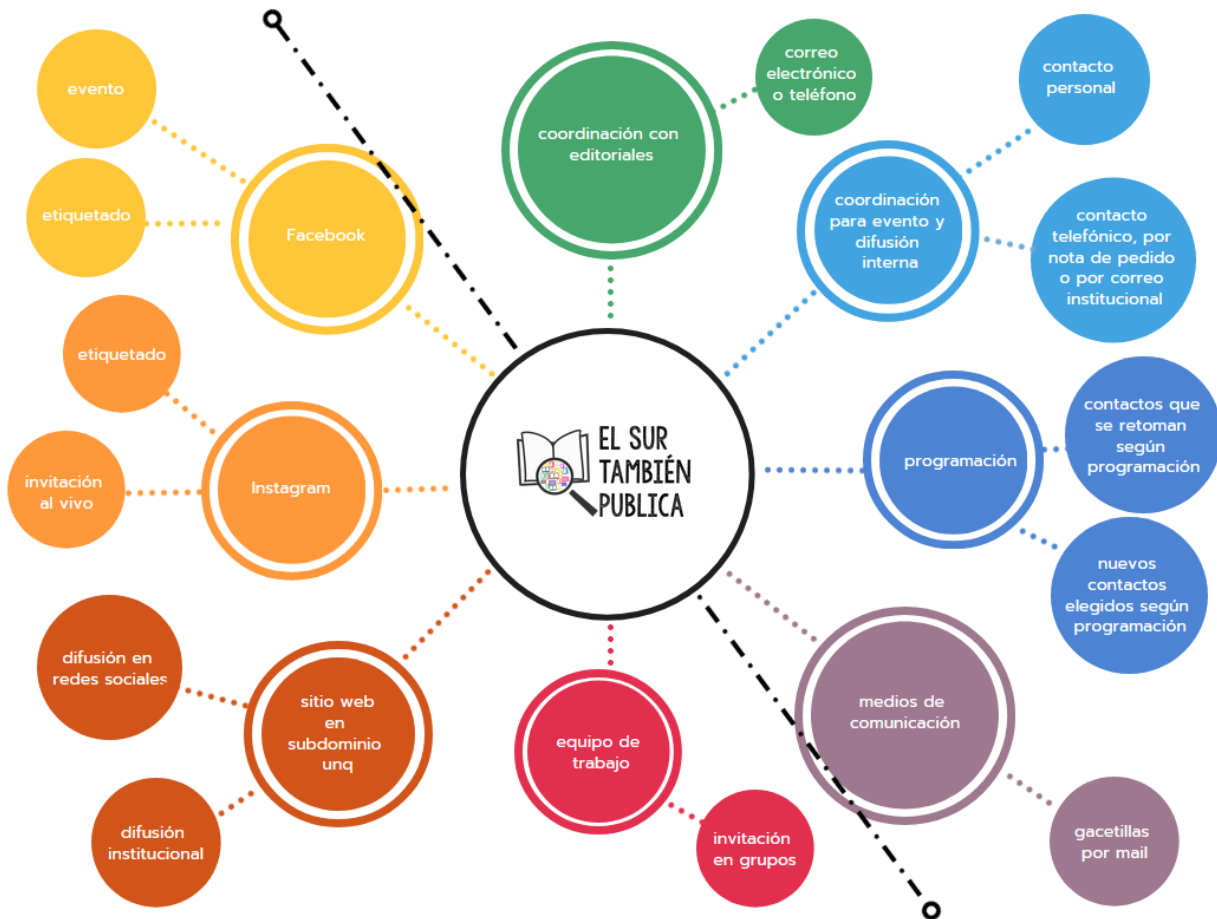 evento
etiquetado
Facebook
coordinación con
editoriales
correo
electrónico
o teléfono
coordinación
para evento y
difusión
interna
contacto
personal
contacto
telefónico, por
nota de pedido
o por correo
institucional
etiquetado
invitación
al vivo
Instagram
EL SUR
TAMBIÉN
PUBLICA
programación
contactos que
se retoman
según
programación
nuevos
contactos
elegidos según
programación
difusión en
redes sociales
difusión
institucional
sitio web
en
subdominio
unq
equipo de
trabajo
invitación
en grupos
medios de
comunicación
gacetillas
por mail